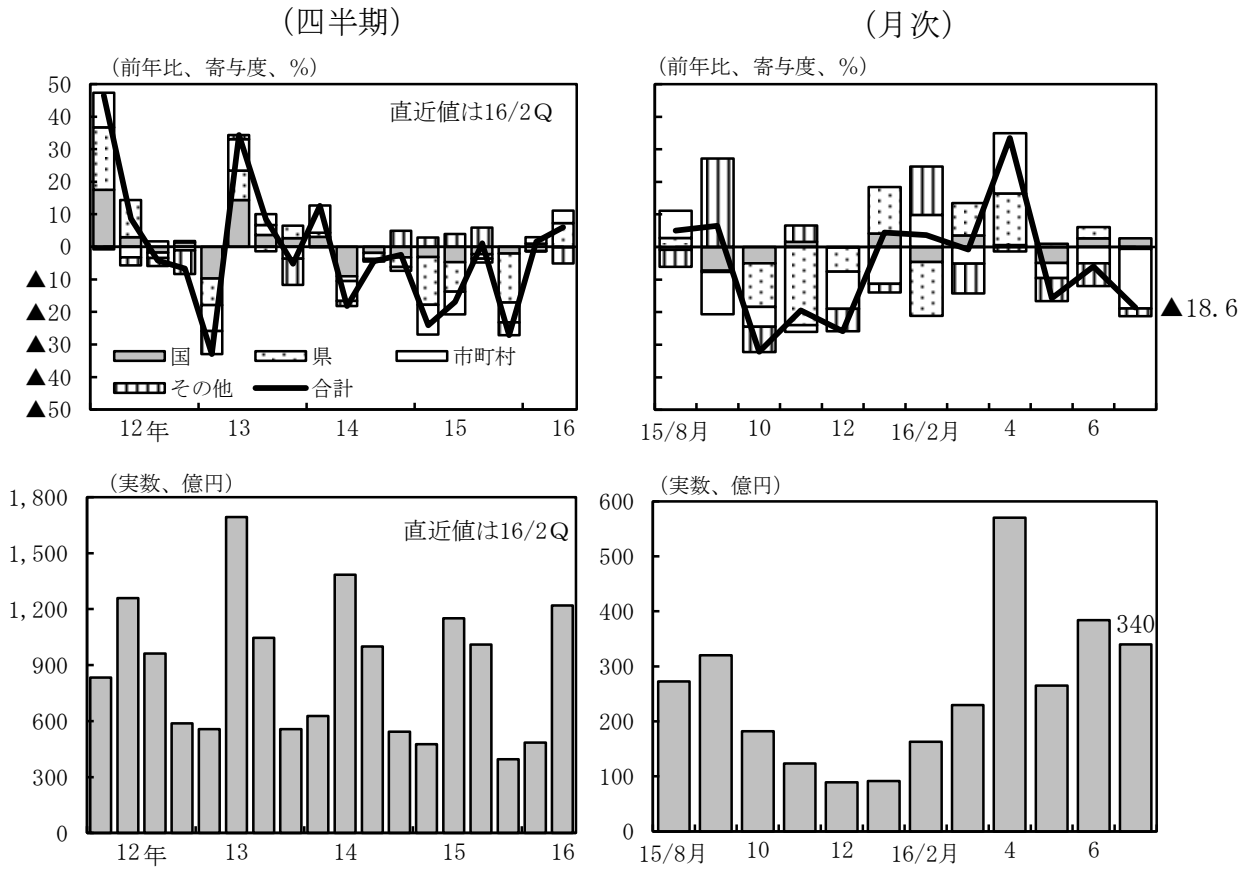 (四半期)
(前年比、寄与度、%)
直近値は16/2Q
50
40
30
20
10
0
▲10
▲20
▲30
▲40
▲50
国
県
市町村
その他
合計
12年
13
14
15
16
(月次)
(前年比、寄与度、%)
▲18.6
15/8月
10
12
16/2月
4
6
(実数、億円)
直近値は16/2Q
1,800
1,500
1,200
900
600
300
0
12年
13
14
15
16
(実数、億円)
600
500
400
300
200
100
0
340
15/8月
10
12
16/2月
4
6